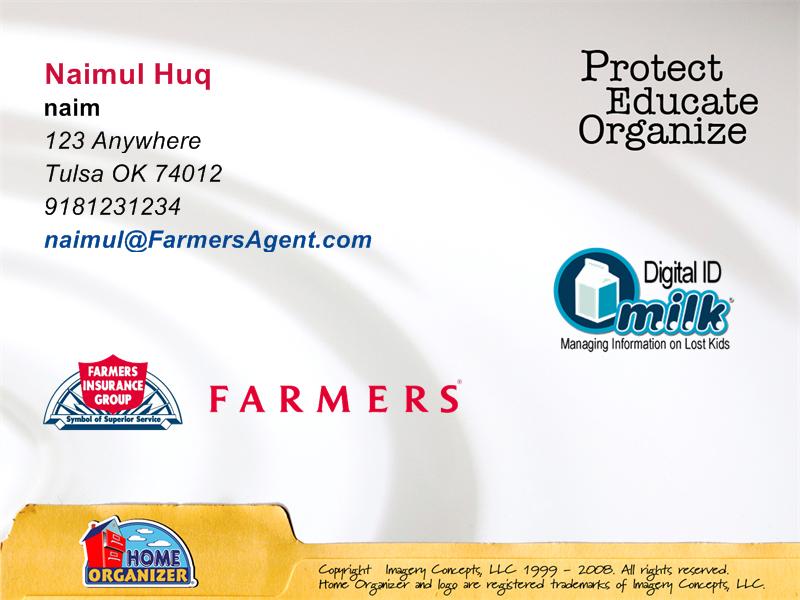 Naimul Huq
naim
123 Anywhere
Tulsa OK 74012
9181231234
naimul@FarmersAgent.com
Protect
Educate
Organize
Digital ID
milk
Managing Information on Lost Kids
FARMERS
INSURANCE
GROUP
Symbol of Superior Service
FARMERS®
HOME
ORGANIZER
Copyright Imagery Concepts, LLC 1999 - 2008. All rights reserved.
Home Organizer and logo are registered trademarks of Imagery Concepts, LLC.